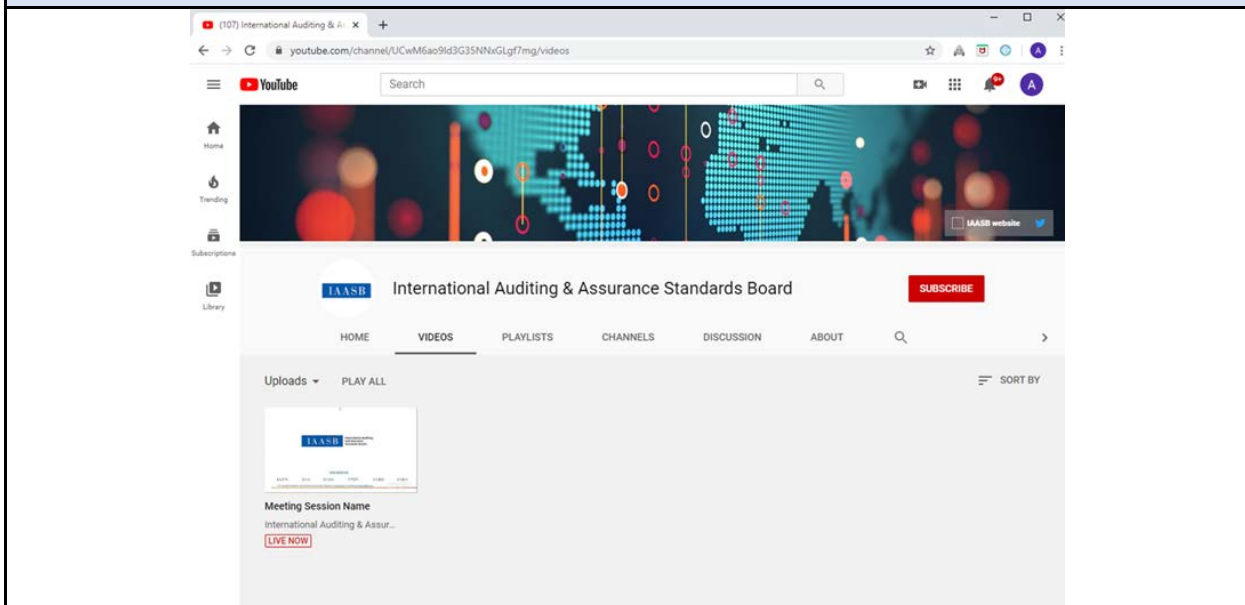 (107) International Auditing & A
youtube.com/channel/UCwM6ao9ld3G35NNxGLgf7mg/videos
YouTube
Search
9+
A
A
Home
Trending
Subscriptions
Library
IAASB website
IAASB
International Auditing & Assurance Standards Board
SUBSCRIBE
HOME VIDEOS PLAYLISTS CHANNELS DISCUSSION ABOUT
Uploads PLAY ALL
SORT BY
IAASB
Meeting Session Name
International Auditing & Assur...
LIVE NOW